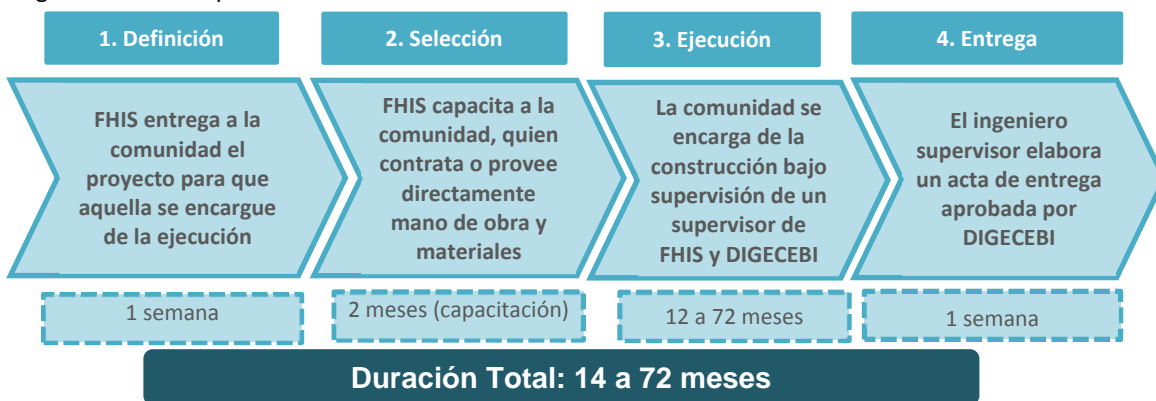 1. Definición
FHIS entrega a la
comunidad el
proyecto para que
aquella se encargue
de la ejecución
1 semana
2. Selección
FHIS capacita a la
comunidad, quien
contrata o provee
directamente
mano de obra y
materiales
2 meses (capacitación)
3. Ejecución
La comunidad se
encarga de la
construcción bajo
supervisión de un
supervisor de
FHIS y DIGECEBI
12 a 72 meses
4. Entrega
El ingeniero
supervisor elabora
un acta de entrega
aprobada por
DIGECEBI
1 semana
Duración Total: 14 a 72 meses